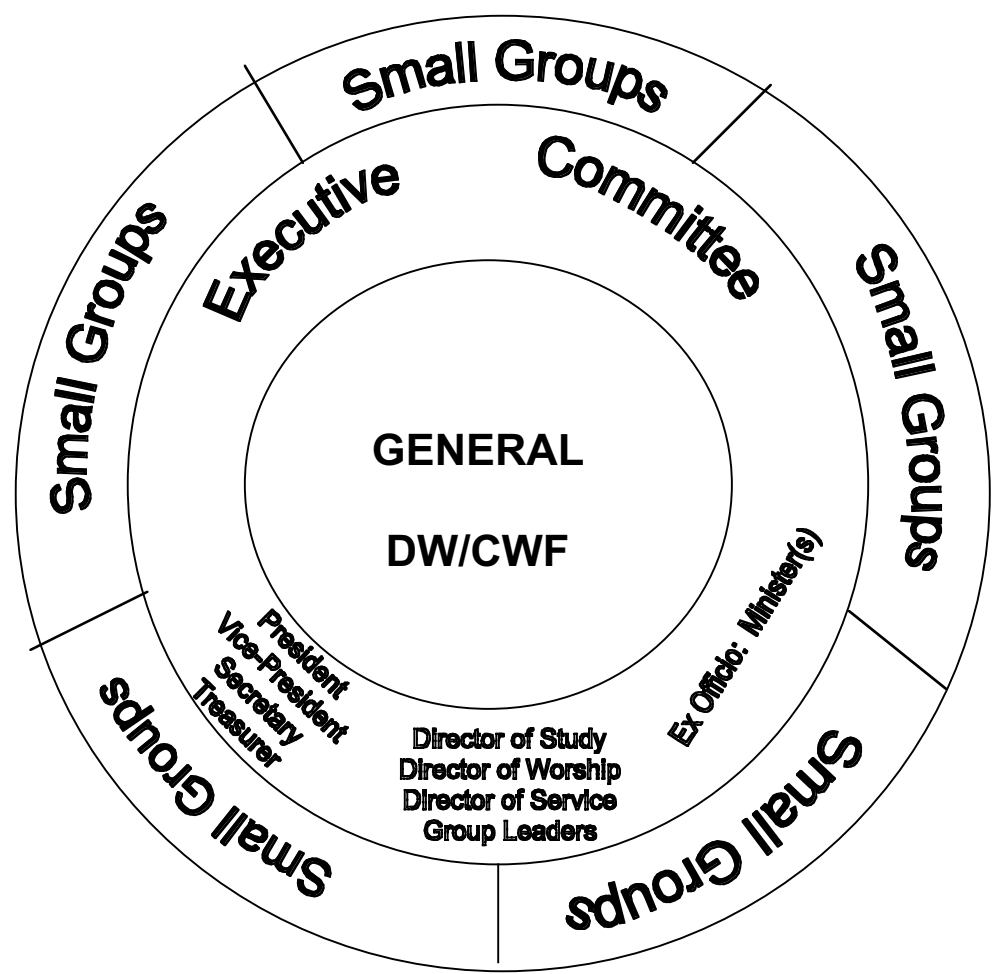 Small Groups
Small Groups
Small Groups
Executive Committee
GENERAL
DW/CWF
President
Vice-President
Secretary
Treasurer
Director of Study
Director of Worship
Director of Service
Group Leaders
Ex Officio: Minister(s)
Small Groups
Small Groups